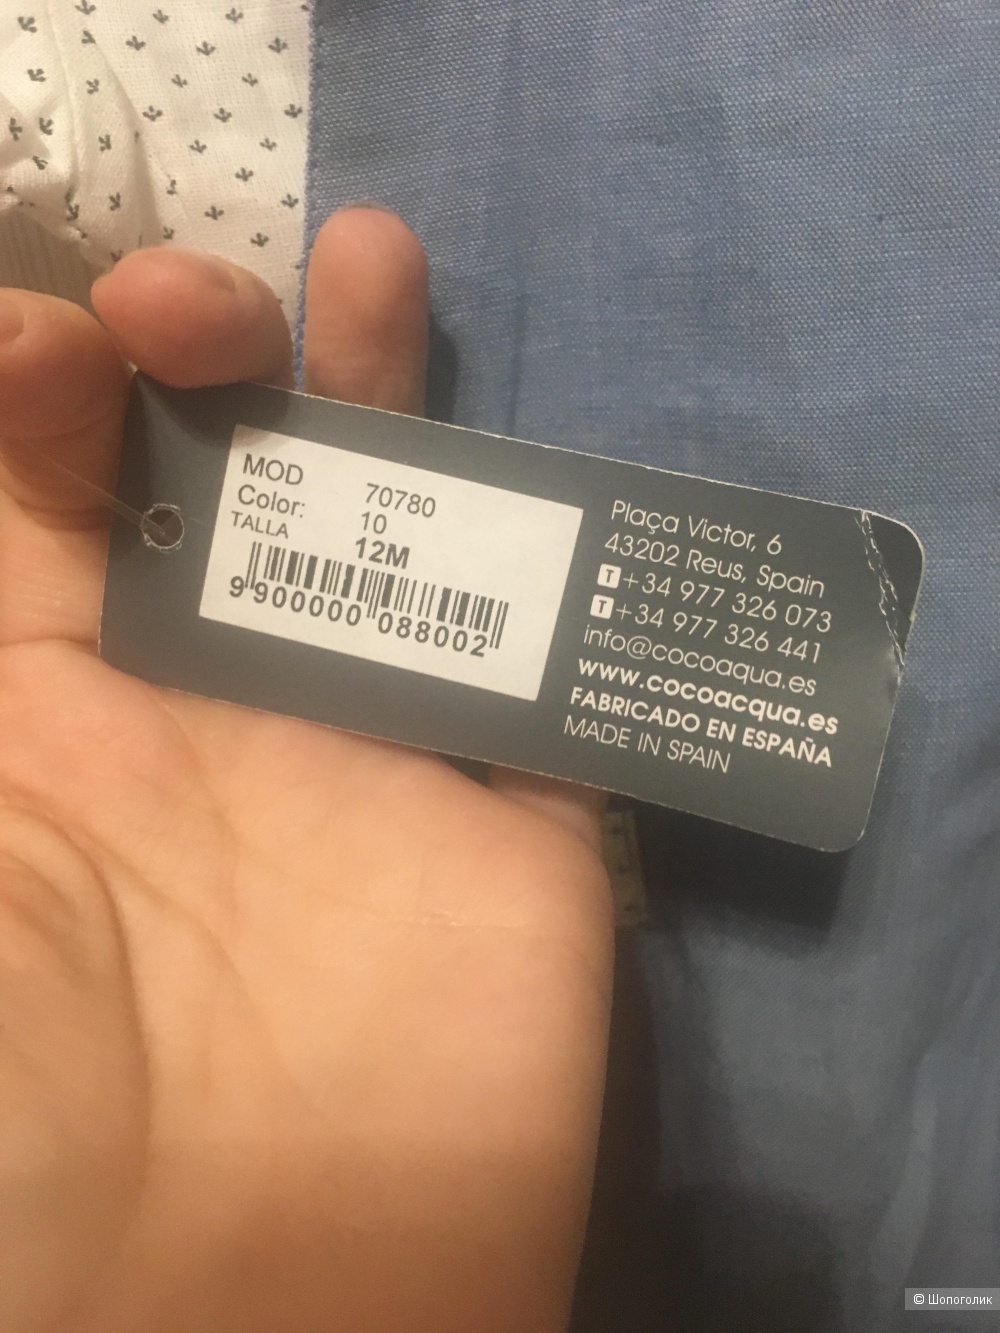 MOD 70780
Color: 10
TALLA 12M
9 900000 088002
Plaça Victor, 6
43202 Reus, Spain
T +34 977 326 073
T +34 977 326 441
info@cocoaqua.es
www.cocoacqua.es
FABRICADO EN ESPAÑA
MADE IN SPAIN
© Шопоголик